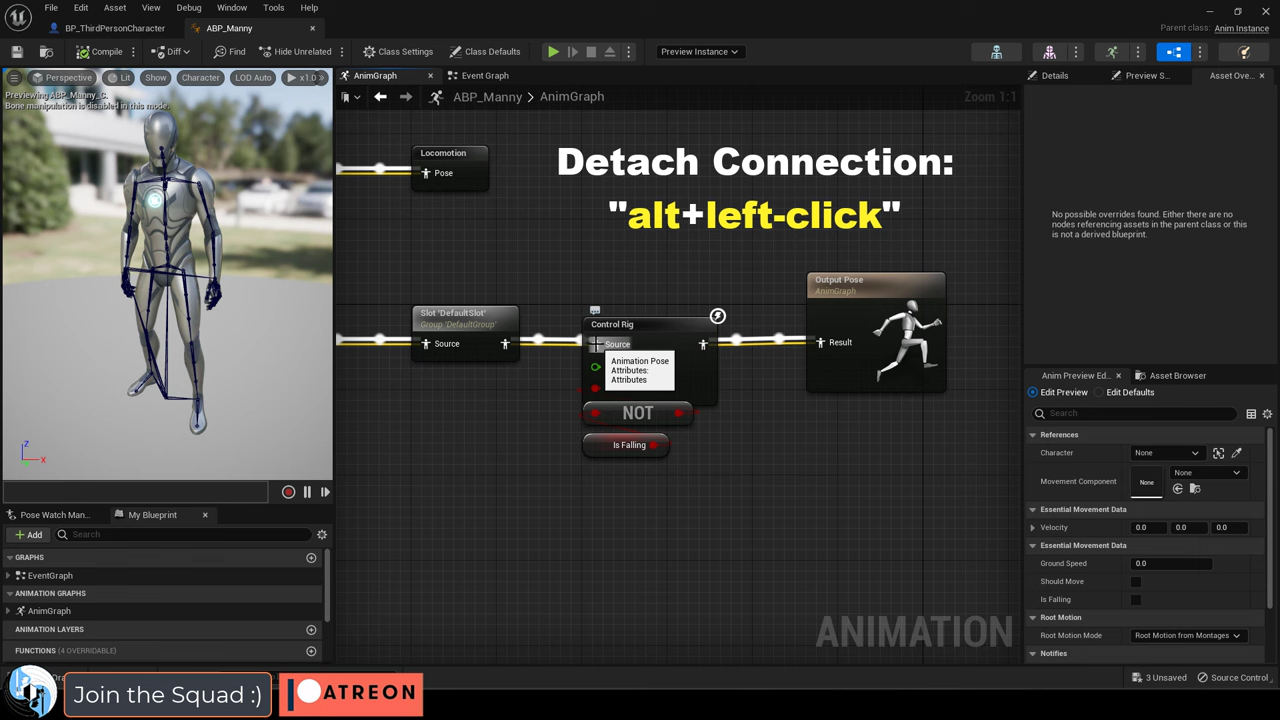 File Edit Asset View Debug Window Tools Help
BP_ThirdPersonCharacter
ABP_Manny
Parent class: Anim Instance
Compile
Diff
Find
Hide Unrelated
Class Settings
Class Defaults
Preview Instance
Perspective
Lit
Show
Character
LOD Auto
x1.0
Previewing ABP_Manny_C.
Bone manipulation is disabled in this mode.
Z
X
AnimGraph
Event Graph
ABP_Manny > AnimGraph
Zoom 1:1
Locomotion
Pose
Detach Connection:
"alt+left-click"
Slot 'DefaultSlot'
Group 'DefaultGroup'
Source
Control Rig
Source
Animation Pose
Attributes:
Attributes
NOT
Is Falling
Output Pose
AnimGraph
Result
ANIMATION
Details
Preview S...
Asset Ove..
No possible overrides found. Either there are no
nodes referencing assets in the parent class or this
is not a derived blueprint.
Anim Preview Ed...
Asset Browser
Edit Preview
Edit Defaults
Search
References
Character
None
Movement Component
None
None
Essential Movement Data
Velocity
0.0
0.0
0.0
Essential Movement Data
Ground Speed
0.0
Should Move
Is Falling
Root Motion
Root Motion Mode
Root Motion from Montages
Notifies
Pose Watch Man...
My Blueprint
Add
Search
GRAPHS
EventGraph
ANIMATION GRAPHS
AnimGraph
ANIMATION LAYERS
FUNCTIONS (4 OVERRIDABLE)
3 Unsaved
Source Control
Join the Squad :)
PATREON